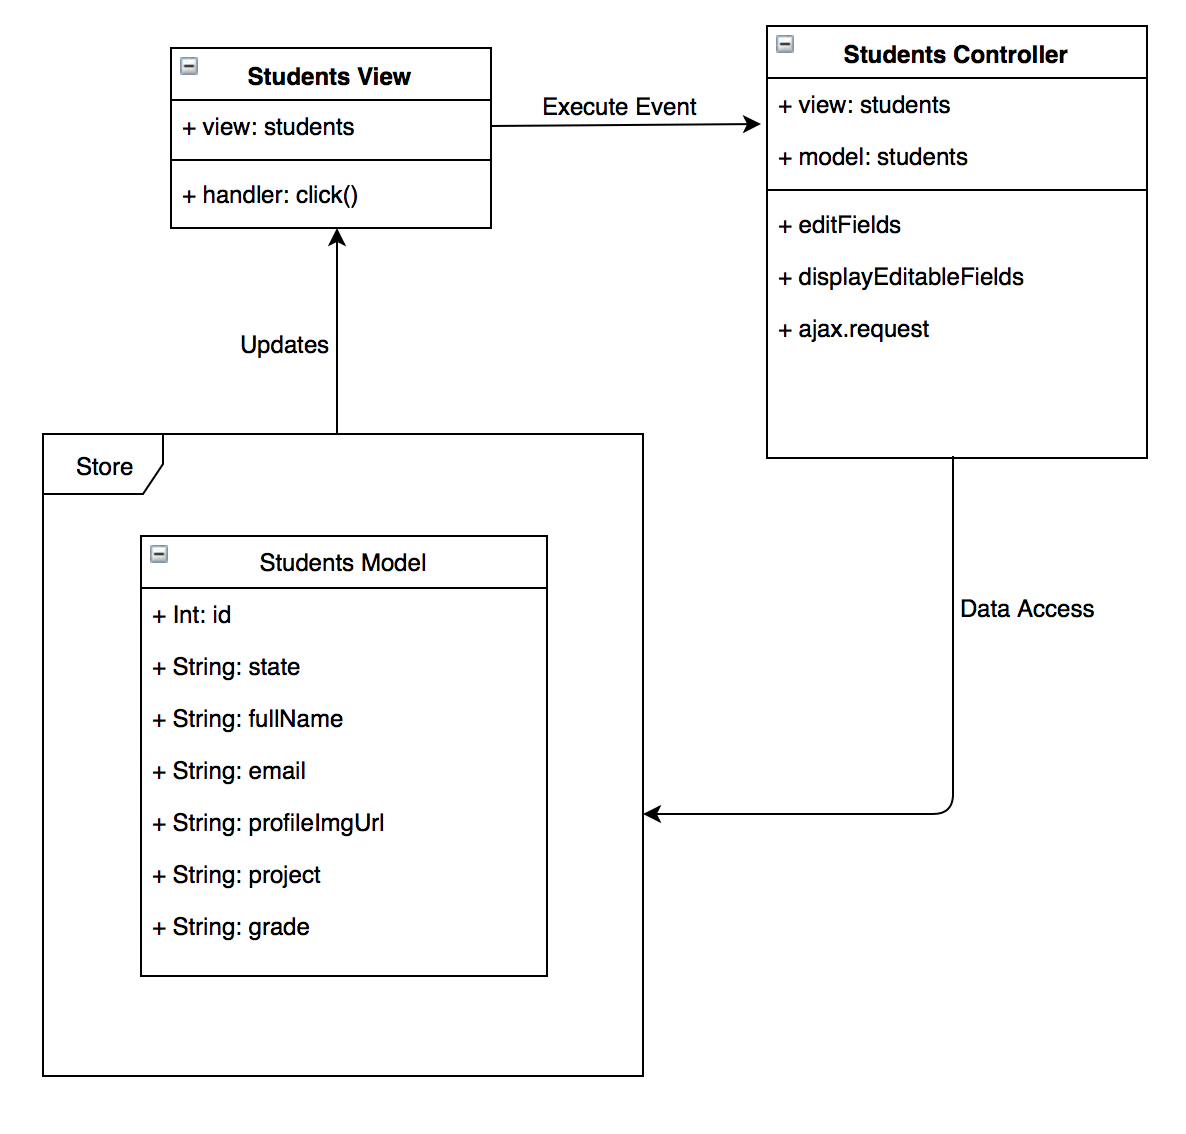 Students View
+ view: students
+ handler: click()
Execute Event
Students Controller
+ view: students
+ model: students
+ editFields
+ displayEditableFields
+ ajax.request
Updates
Data Access
Store
Students Model
+ Int: id
+ String: state
+ String: fullName
+ String: email
+ String: profileImgUrl
+ String: project
+ String: grade